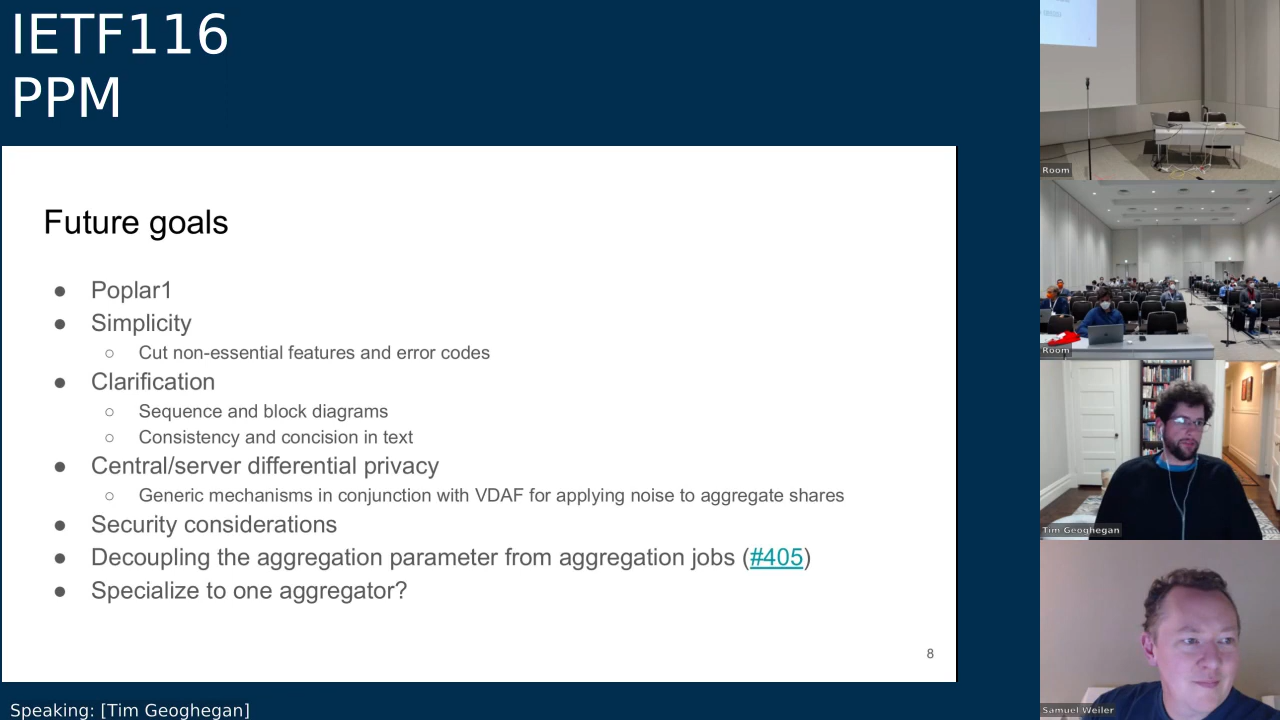 IETF116
PPM
Future goals
● Poplar1
● Simplicity
○ Cut non-essential features and error codes
● Clarification
○ Sequence and block diagrams
○ Consistency and concision in text
● Central/server differential privacy
○ Generic mechanisms in conjunction with VDAF for applying noise to aggregate shares
● Security considerations
● Decoupling the aggregation parameter from aggregation jobs (#405)
● Specialize to one aggregator?
8
Speaking: [Tim Geoghegan]
Room
Room
Tim Geoghegan
Samuel Weiler